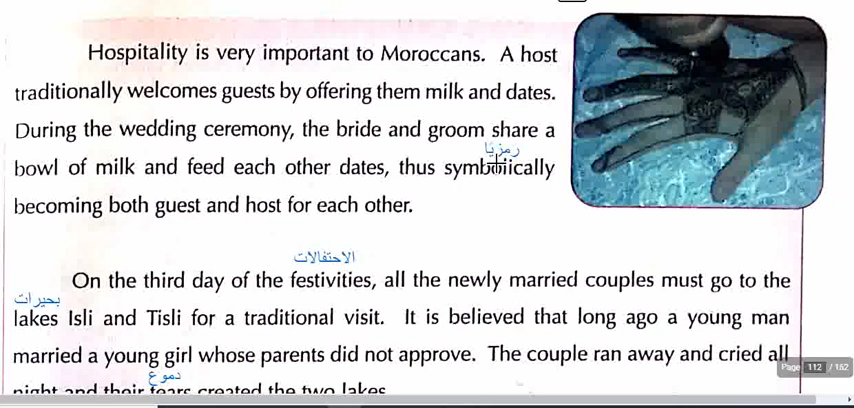 Hospitality is very important to Moroccans. A host
traditionally welcomes guests by offering them milk and dates.
During the wedding ceremony, the bride and groom share a
رمزيًا
bowl of milk and feed each other dates, thus symbolically
becoming both guest and host for each other.
الاحتفالات
On the third day of the festivities, all the newly married couples must go to the
بحيرات
lakes Isli and Tisli for a traditional visit. It is believed that long ago a young man
married a young girl whose parents did not approve. The couple ran away and cried all
Page 112 / 162
دموع
night and their tears created the two lakes.